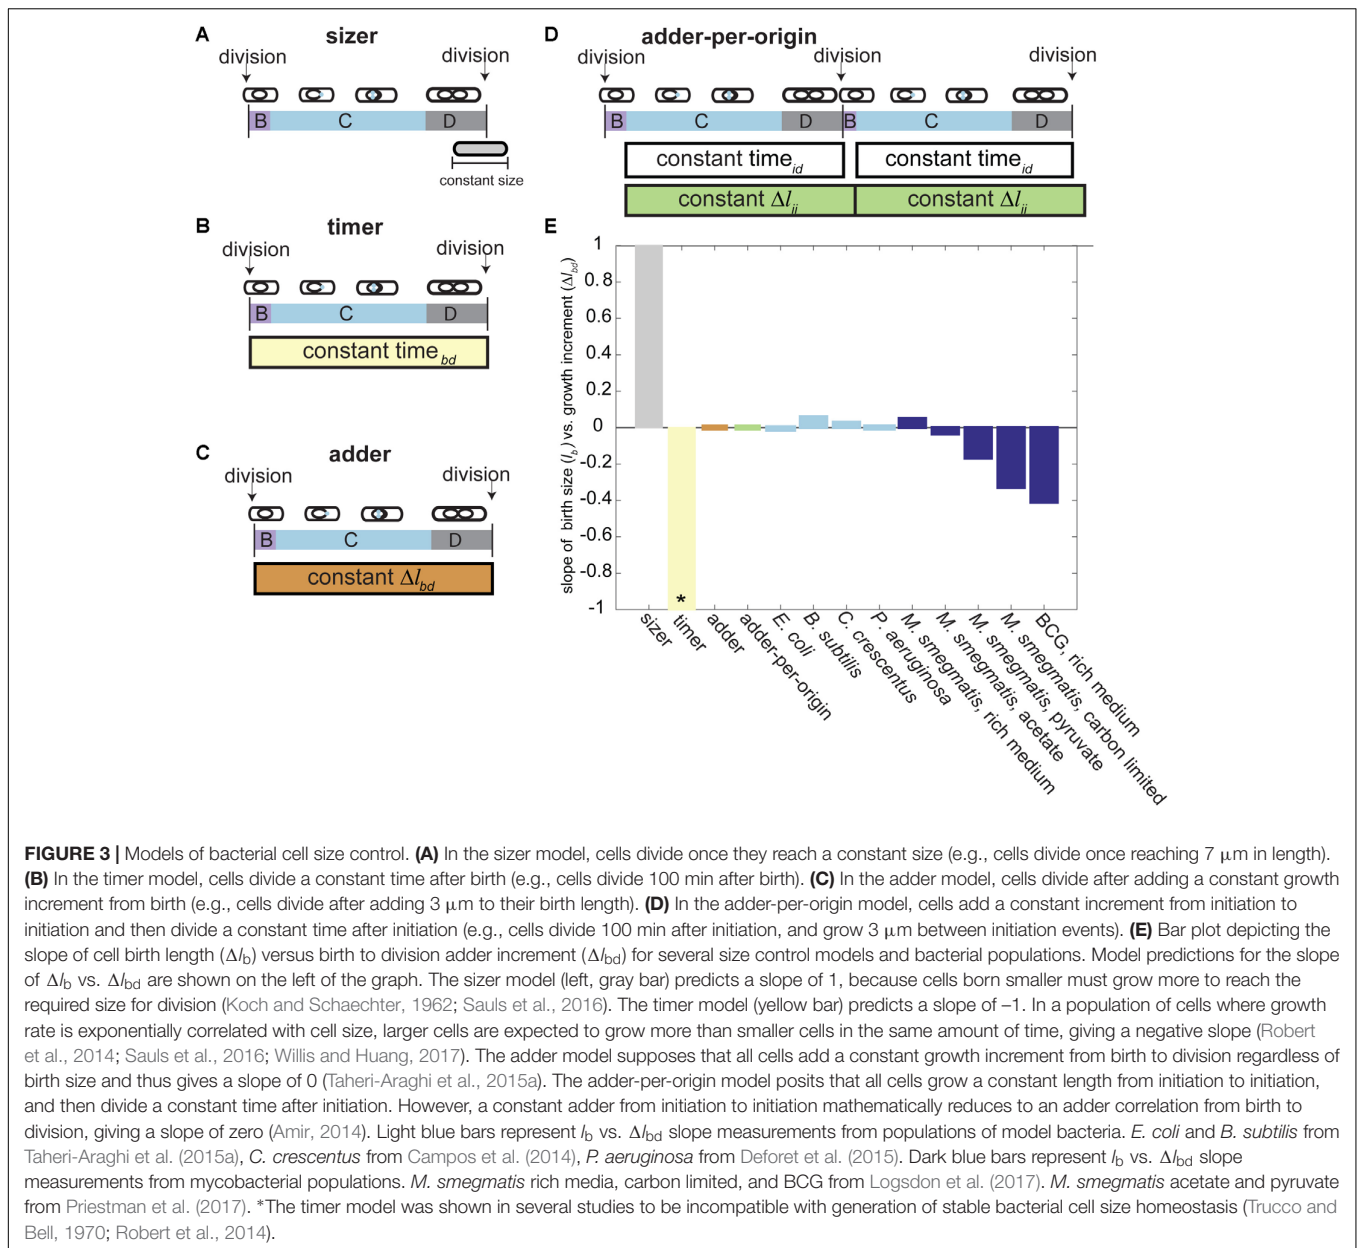 A
sizer
division
division
B
C
D
constant size
B
timer
division
division
B
C
D
constant time bd
C
adder
division
division
B
C
D
constant Δl bd
D
adder-per-origin
division
division
division
B
C
D
B
C
D
constant time id
constant time id
constant Δl ii
constant Δl ii
E
slope of birth size (l b) vs. growth increment (Δl bd)
1
0.8
0.6
0.4
0.2
0
-0.2
-0.4
-0.6
-0.8
-1
*
sizer
timer
adder
adder-per-origin
E. coli
B. subtilis
C. crescentus
P. aeruginosa
M. smegmatis, rich medium
M. smegmatis, acetate
M. smegmatis, pyruvate
M. smegmatis, carbon limited
BCG, rich medium
FIGURE 3 | Models of bacterial cell size control. (A) In the sizer model, cells divide once they reach a constant size (e.g., cells divide once reaching 7 μm in length).
(B) In the timer model, cells divide a constant time after birth (e.g., cells divide 100 min after birth). (C) In the adder model, cells divide after adding a constant growth
increment from birth (e.g., cells divide after adding 3 μm to their birth length). (D) In the adder-per-origin model, cells add a constant increment from initiation to
initiation and then divide a constant time after initiation (e.g., cells divide 100 min after initiation, and grow 3 μm between initiation events). (E) Bar plot depicting the
slope of cell birth length (Δlb) versus birth to division adder increment (Δlbd) for several size control models and bacterial populations. Model predictions for the slope
of Δlb vs. Δlbd are shown on the left of the graph. The sizer model (left, gray bar) predicts a slope of 1, because cells born smaller must grow more to reach the
required size for division (Koch and Schaechter, 1962; Sauls et al., 2016). The timer model (yellow bar) predicts a slope of –1. In a population of cells where growth
rate is exponentially correlated with cell size, larger cells are expected to grow more than smaller cells in the same amount of time, giving a negative slope (Robert
et al., 2014; Sauls et al., 2016; Willis and Huang, 2017). The adder model supposes that all cells add a constant growth increment from birth to division regardless of
birth size and thus gives a slope of 0 (Taheri-Araghi et al., 2015a). The adder-per-origin model posits that all cells grow a constant length from initiation to initiation,
and then divide a constant time after initiation. However, a constant adder from initiation to initiation mathematically reduces to an adder correlation from birth to
division, giving a slope of zero (Amir, 2014). Light blue bars represent lb vs. Δlbd slope measurements from populations of model bacteria. E. coli and B. subtilis from
Taheri-Araghi et al. (2015a), C. crescentus from Campos et al. (2014), P. aeruginosa from Deforet et al. (2015). Dark blue bars represent lb vs. Δlbd slope
measurements from mycobacterial populations. M. smegmatis rich media, carbon limited, and BCG from Logsdon et al. (2017). M. smegmatis acetate and pyruvate
from Priestman et al. (2017). *The timer model was shown in several studies to be incompatible with generation of stable bacterial cell size homeostasis (Trucco and
Bell, 1970; Robert et al., 2014).